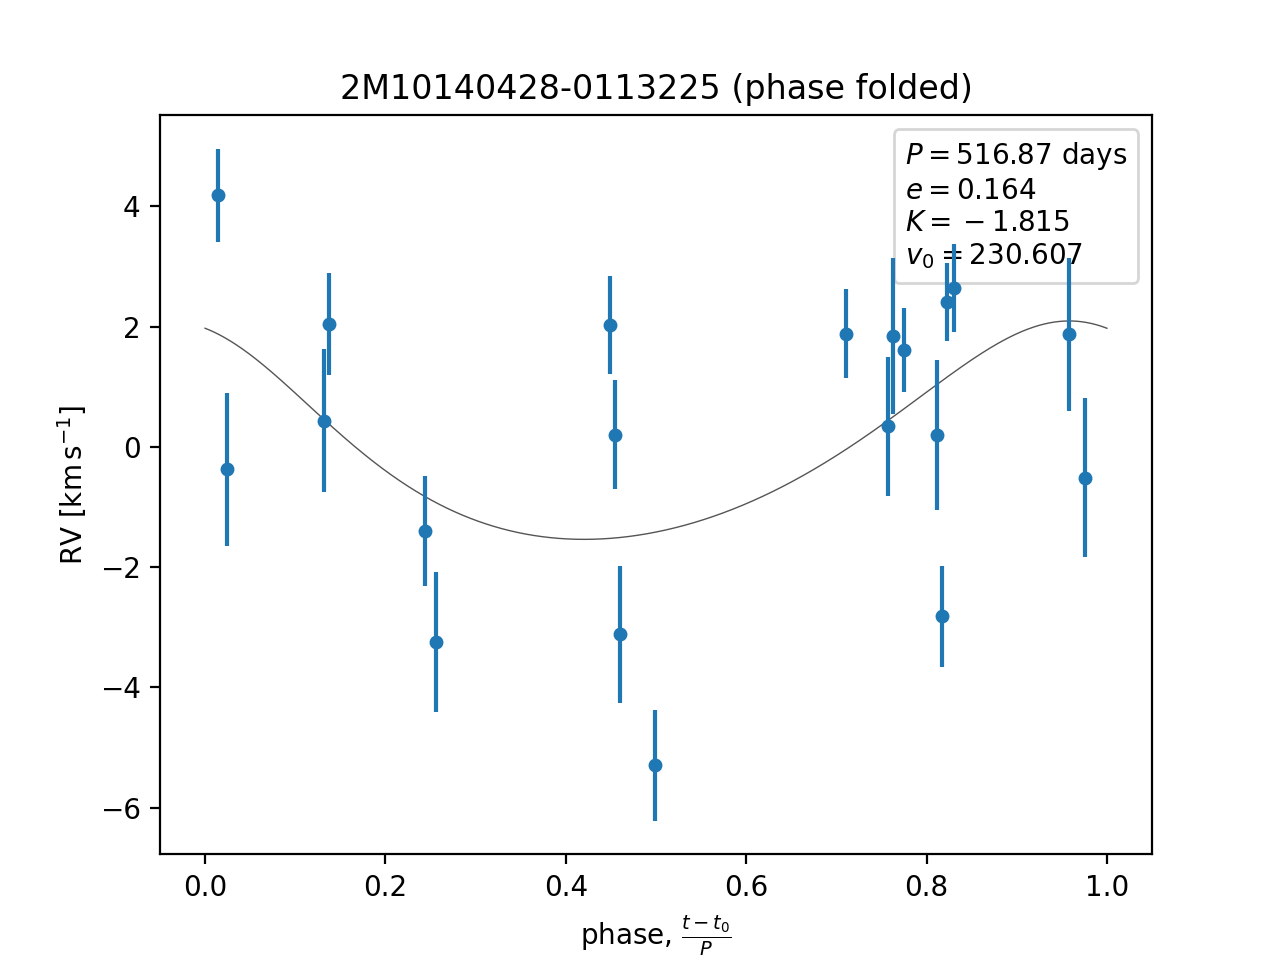 2M10140428-0113225 (phase folded)
P = 516.87 days
e = 0.164
K = −1.815
v₀ = 230.607
4
2
0
−2
−4
−6
RV [km s⁻¹]
0.0 0.2 0.4 0.6 0.8 1.0
phase, (t − t₀)/P